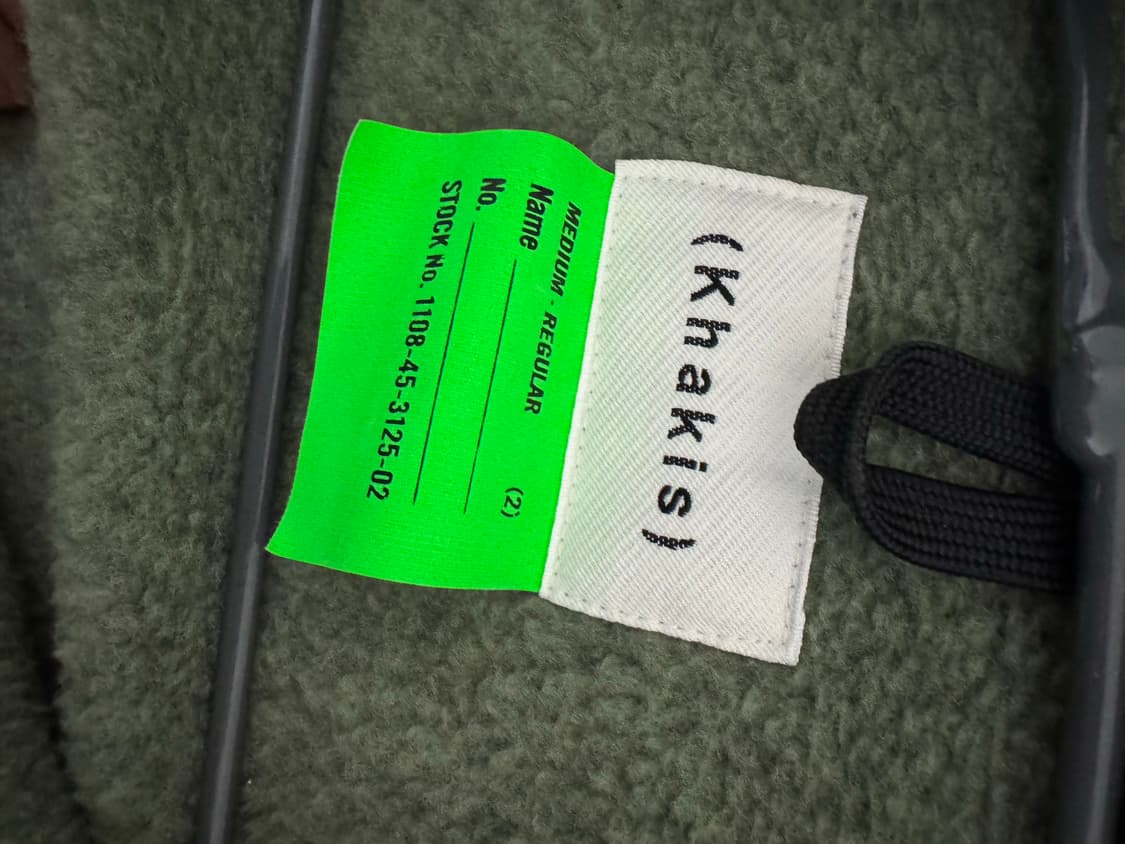 (Khakis)
MEDIUM - REGULAR
Name (2)
No.
STOCK No. 1108-45-3125-02